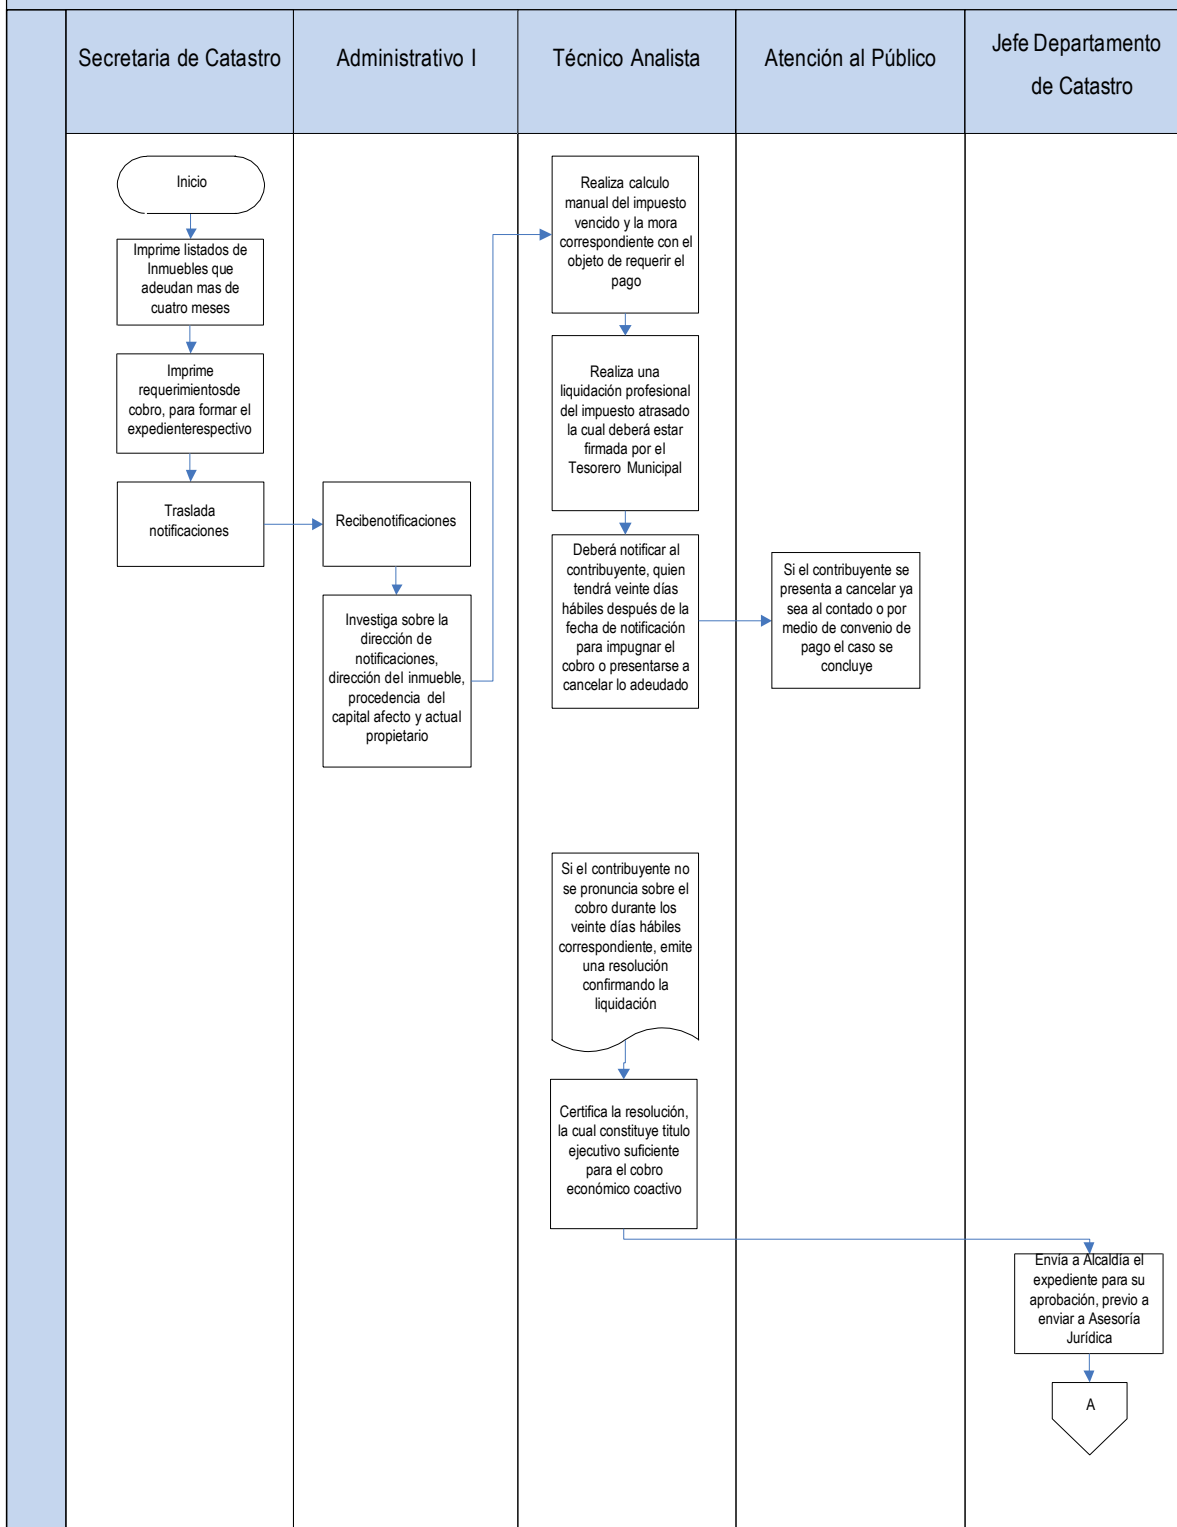 Secretaria de Catastro
Administrativo I
Técnico Analista
Atención al Público
Jefe Departamento
de Catastro
Inicio
Imprime listados de
Inmuebles que
adeudan mas de
cuatro meses
Imprime
requerimientosde
cobro, para formar el
expedienterespectivo
Traslada
notificaciones
Recibenotificaciones
Investiga sobre la
dirección de
notificaciones,
dirección del inmueble,
procedencia del
capital afecto y actual
propietario
Realiza calculo
manual del impuesto
vencido y la mora
correspondiente con el
objeto de requerir el
pago
Realiza una
liquidación profesional
del impuesto atrasado
la cual deberá estar
firmada por el
Tesorero Municipal
Deberá notificar al
contribuyente, quien
tendrá veinte días
hábiles después de la
fecha de notificación
para impugnar el
cobro o presentarse a
cancelar lo adeudado
Si el contribuyente se
presenta a cancelar ya
sea al contado o por
medio de convenio de
pago el caso se
concluye
Si el contribuyente no
se pronuncia sobre el
cobro durante los
veinte días hábiles
correspondiente, emite
una resolución
confirmando la
liquidación
Certifica la resolución,
la cual constituye titulo
ejecutivo suficiente
para el cobro
económico coactivo
Envía a Alcaldía el
expediente para su
aprobación, previo a
enviar a Asesoría
Jurídica
A